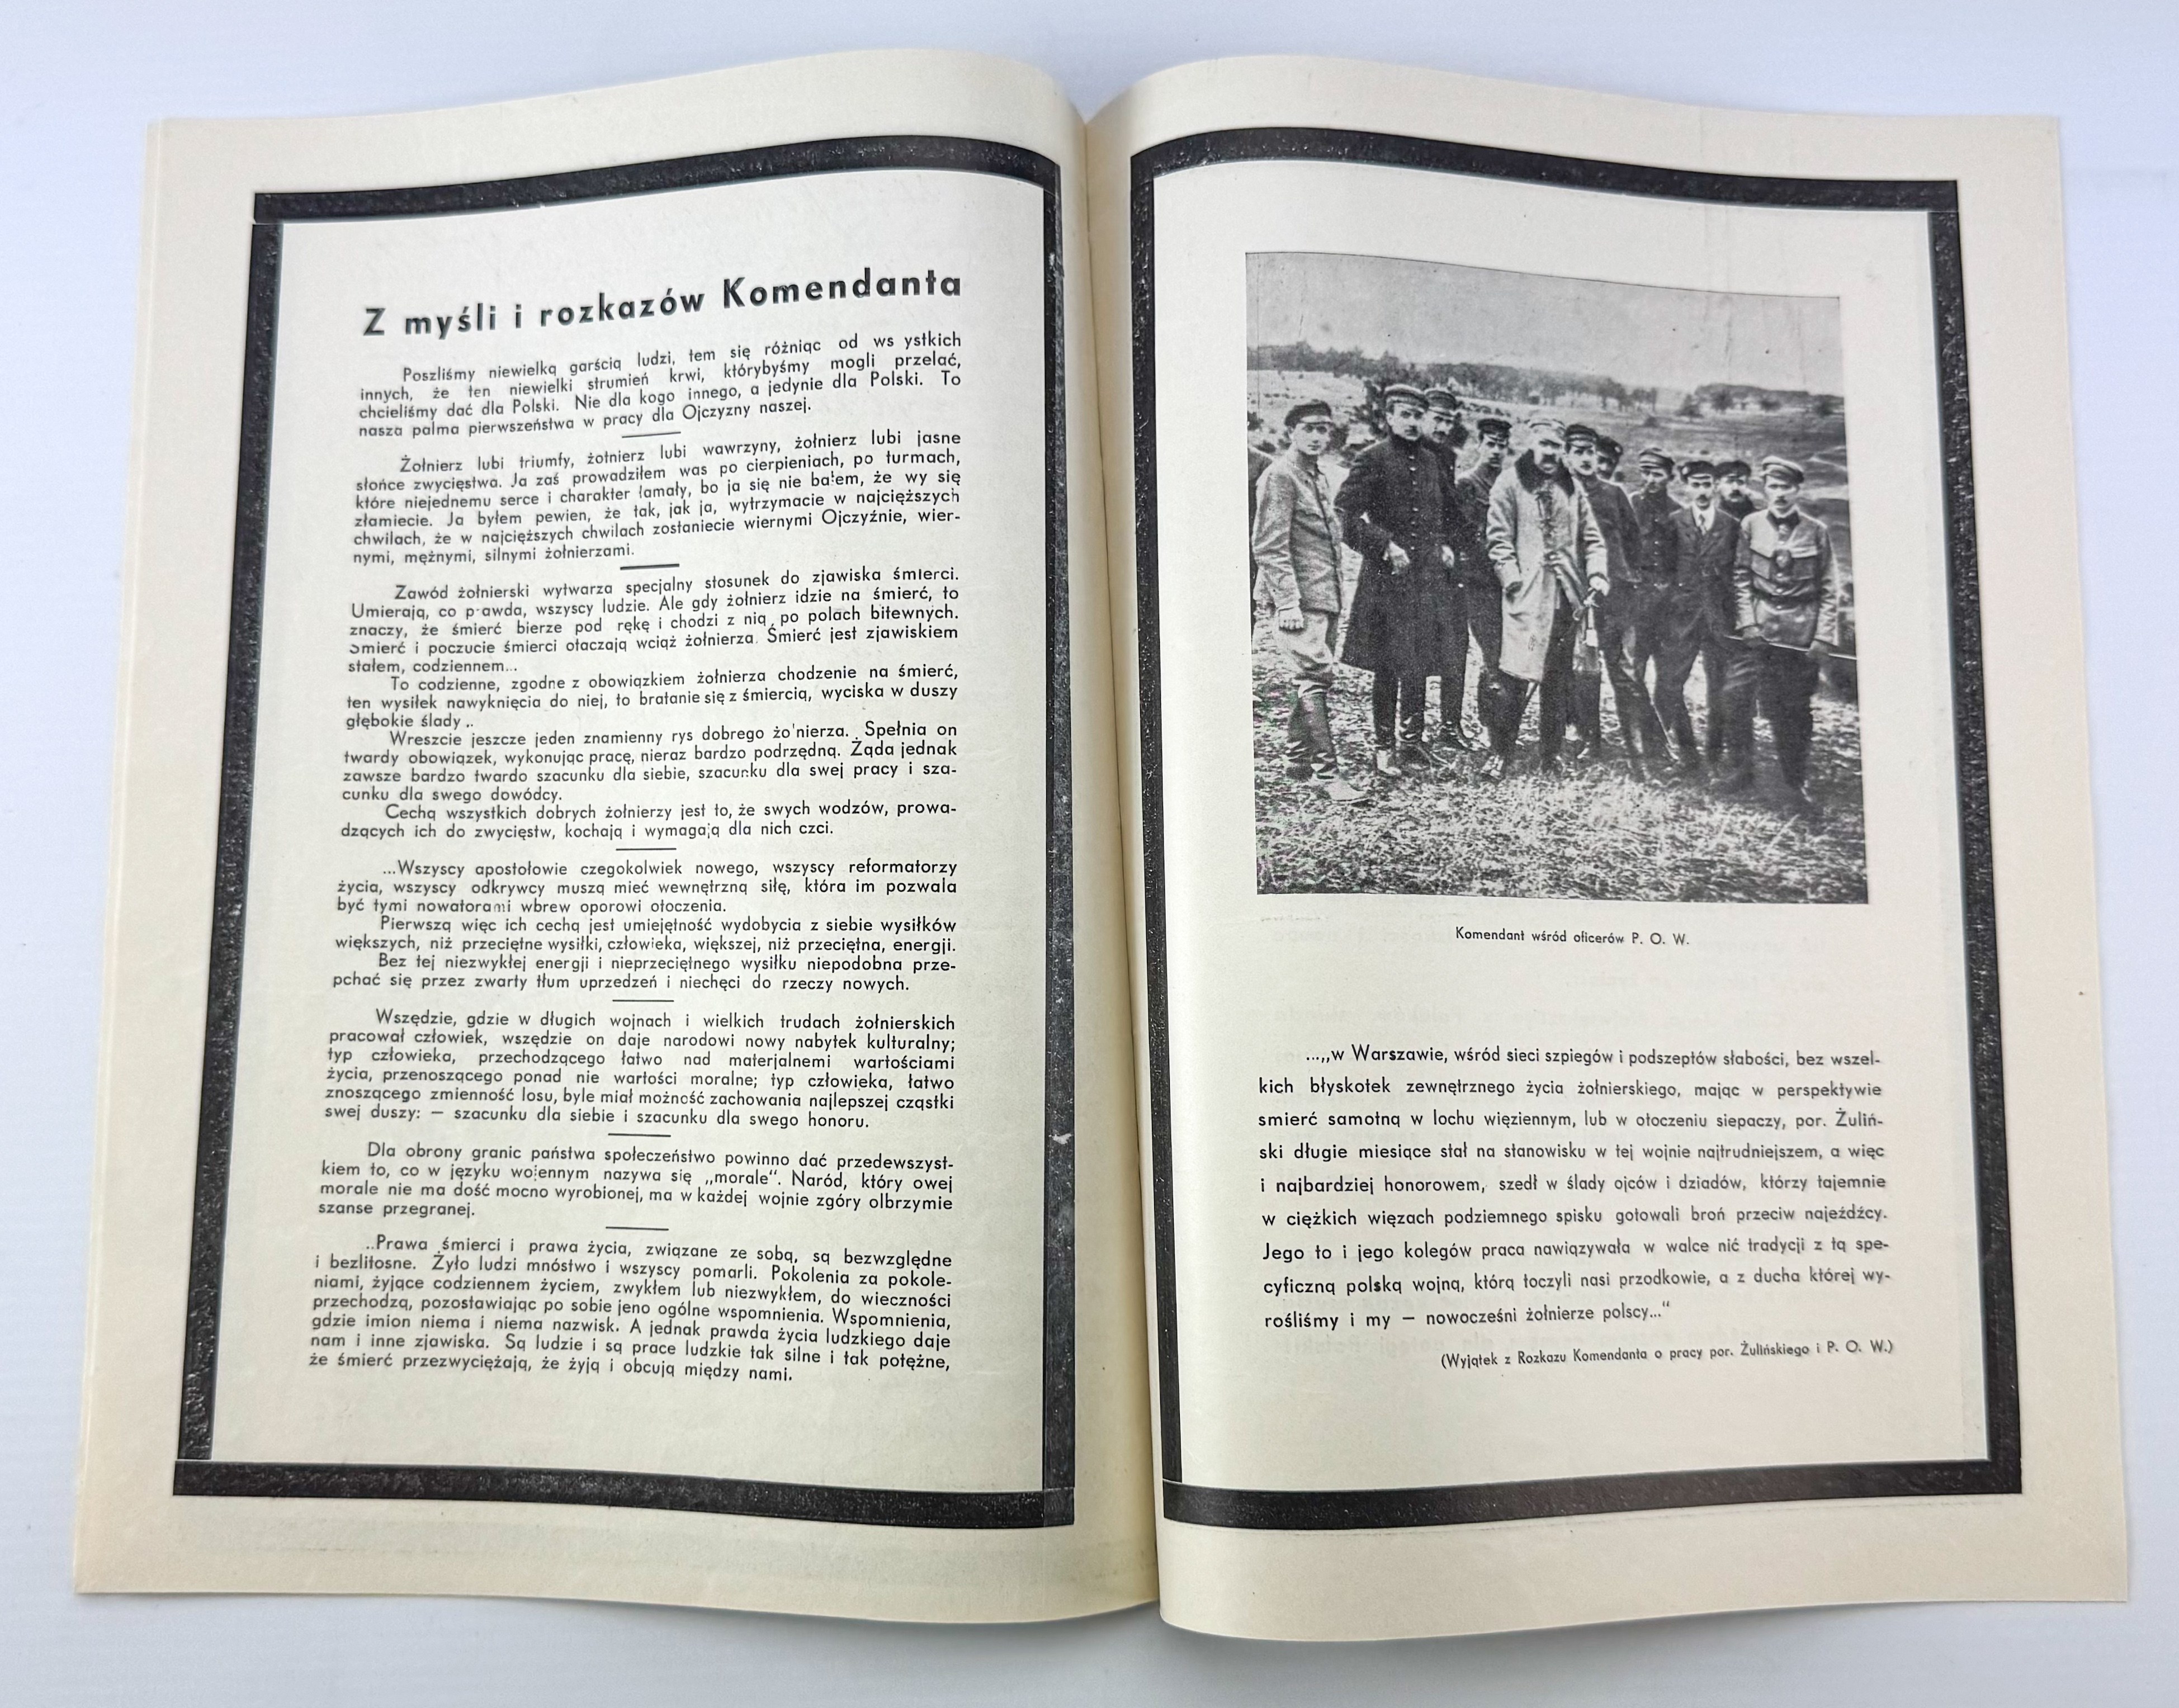 Z myśli i rozkazów Komendanta
Poszliśmy niewielką garścią ludzi, tem się różniąc od ws ystkich
innych, że ten niewielki strumień krwi, którybyśmy mogli przelać,
chcieliśmy dać dla Polski. Nie dla kogo innego, a jedynie dla Polski. To
nasza palma pierwszeństwa w pracy dla Ojczyzny naszej.
Żołnierz lubi triumfy, żołnierz lubi wawrzyny, żołnierz lubi jasne
słońce zwycięstwa. Ja zaś prowadziłem was po cierpieniach, po turmach,
które niejednemu serce i charakter łamały, bo ja się nie bałem, że wy się
złamiecie. Ja byłem pewien, że tak, jak ja, wytrzymacie w najcięższych
chwilach, że w najcięższych chwilach zostaniecie wiernymi Ojczyźnie, wier-
nymi, mężnymi, silnymi żołnierzami.
Zawód żołnierski wytwarza specjalny stosunek do zjawiska śmierci.
Umierają, co p-awda, wszyscy ludzie. Ale gdy żołnierz idzie na śmierć, to
znaczy, że śmierć bierze pod rękę i chodzi z nią po polach bitewnych.
Śmierć i poczucie śmierci otaczają wciąż żołnierza. Śmierć jest zjawiskiem
stałem, codziennem...
To codzienne, zgodne z obowiązkiem żołnierza chodzenie na śmierć,
ten wysiłek nawyknięcia do niej, to bratanie się z śmiercią, wyciska w duszy
głębokie ślady ..
Wreszcie jeszcze jeden znamienny rys dobrego żo'nierza. Spełnia on
twardy obowiązek, wykonując pracę, nieraz bardzo podrzędną. Żąda jednak
zawsze bardzo twardo szacunku dla siebie, szacunku dla swej pracy i sza-
cunku dla swego dowódcy.
Cechą wszystkich dobrych żołnierzy jest to, że swych wodzów, prowa-
dzących ich do zwycięstw, kochają i wymagają dla nich czci.
...Wszyscy apostołowie czegokolwiek nowego, wszyscy reformatorzy
życia, wszyscy odkrywcy muszą mieć wewnętrzną siłę, która im pozwala
być tymi nowatorami wbrew oporowi otoczenia.
Pierwszą więc ich cechą jest umiejętność wydobycia z siebie wysiłków
większych, niż przeciętne wysiłki, człowieka, większej, niż przeciętna, energji.
Bez tej niezwykłej energji i nieprzeciętnego wysiłku niepodobna prze-
pchać się przez zwarty tłum uprzedzeń i niechęci do rzeczy nowych.
Wszędzie, gdzie w długich wojnach i wielkich trudach żołnierskich
pracował człowiek, wszędzie on daje narodowi nowy nabytek kulturalny;
typ człowieka, przechodzącego łatwo nad materjalnemi wartościami
życia, przenoszącego ponad nie wartości moralne; typ człowieka, łatwo
znoszącego zmienność losu, byle miał możność zachowania najlepszej cząstki
swej duszy: — szacunku dla siebie i szacunku dla swego honoru.
Dla obrony granic państwa społeczeństwo powinno dać przedewszyst-
kiem to, co w języku wojennym nazywa się „morale“. Naród, który owej
morale nie ma dość mocno wyrobionej, ma w każdej wojnie zgóry olbrzymie
szanse przegranej.
..Prawa śmierci i prawa życia, związane ze sobą, są bezwzględne
i bezlitosne. Żyło ludzi mnóstwo i wszyscy pomarli. Pokolenia za pokole-
niami, żyjące codziennem życiem, zwykłem lub niezwykłem, do wieczności
przechodzą, pozostawiając po sobie jeno ogólne wspomnienia. Wspomnienia,
gdzie imion niema i niema nazwisk. A jednak prawda życia ludzkiego daje
nam i inne zjawiska. Są ludzie i są prace ludzkie tak silne i tak potężne,
że śmierć przezwyciężają, że żyją i obcują między nami.
Komendant wśród oficerów P. O. W.
...„w Warszawie, wśród sieci szpiegów i podszeptów słabości, bez wszel-
kich błyskotek zewnętrznego życia żołnierskiego, mając w perspektywie
smierć samotną w lochu więziennym, lub w otoczeniu siepaczy, por. Żuliń-
ski długie miesiące stał na stanowisku w tej wojnie najtrudniejszem, a więc
i najbardziej honorowem, szedł w ślady ojców i dziadów, którzy tajemnie
w ciężkich więzach podziemnego spisku gotowali broń przeciw najeźdźcy.
Jego to i jego kolegów praca nawiązywała w walce nić tradycji z tą spe-
cyficzną polską wojną, którą toczyli nasi przodkowie, a z ducha której wy-
rośliśmy i my — nowocześni żołnierze polscy...“
(Wyjątek z Rozkazu Komendanta o pracy por. Żulińskiego i P. O. W.)